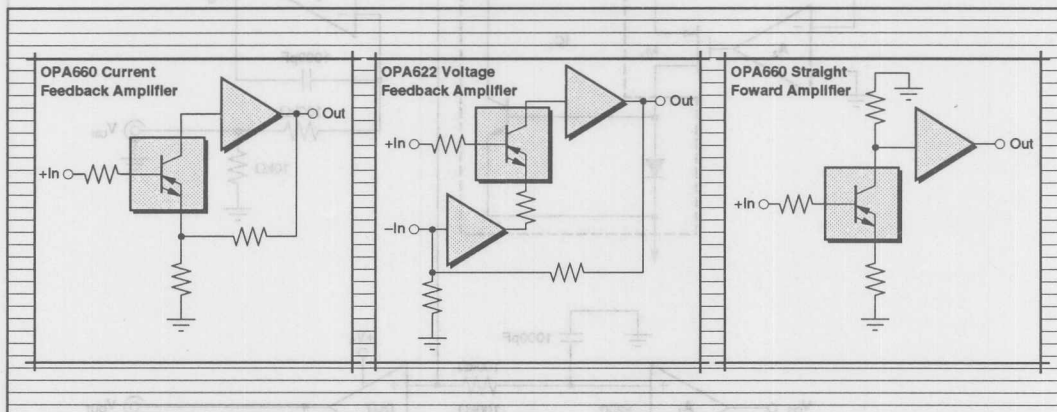 OPA660 Current
Feedback Amplifier
Out
+In
OPA622 Voltage
Feedback Amplifier
Out
+In
–In
OPA660 Straight
Foward Amplifier
Out
+In